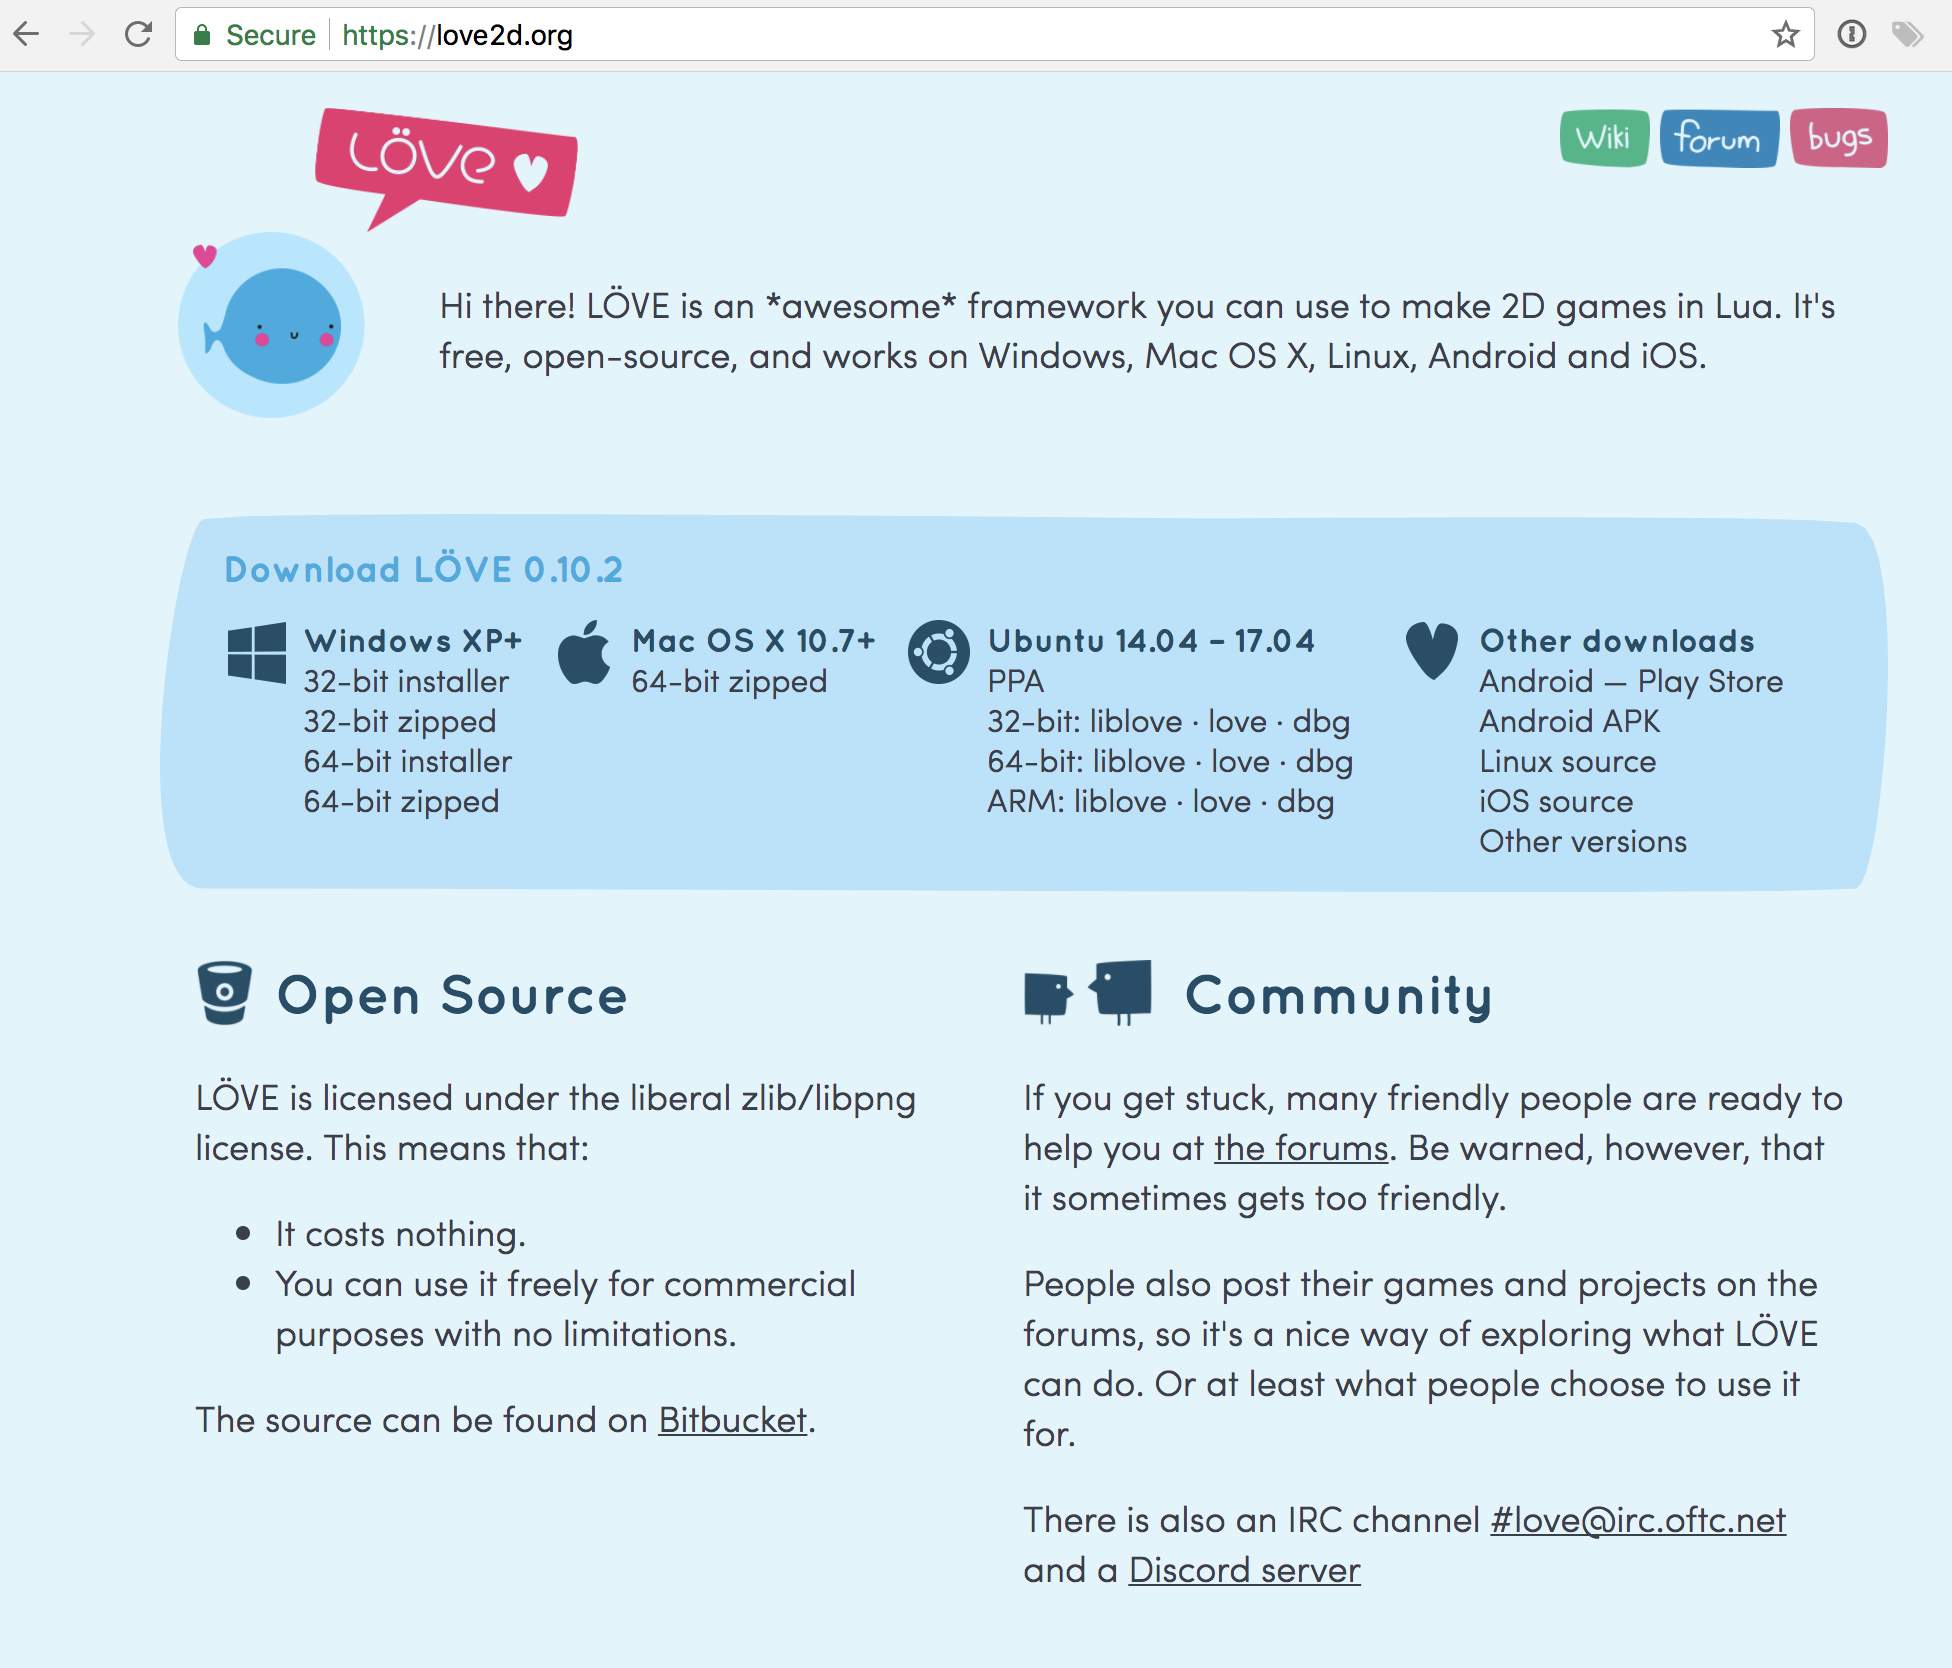 Secure https://love2d.org
LÖVE
Wiki forum bugs
Hi there! LÖVE is an *awesome* framework you can use to make 2D games in Lua. It's
free, open-source, and works on Windows, Mac OS X, Linux, Android and iOS.
Download LÖVE 0.10.2
Windows XP+
32-bit installer
32-bit zipped
64-bit installer
64-bit zipped
Mac OS X 10.7+
64-bit zipped
Ubuntu 14.04 – 17.04
PPA
32-bit: liblove · love · dbg
64-bit: liblove · love · dbg
ARM: liblove · love · dbg
Other downloads
Android — Play Store
Android APK
Linux source
iOS source
Other versions
Open Source
LÖVE is licensed under the liberal zlib/libpng
license. This means that:
• It costs nothing.
• You can use it freely for commercial
purposes with no limitations.
The source can be found on Bitbucket.
Community
If you get stuck, many friendly people are ready to
help you at the forums. Be warned, however, that
it sometimes gets too friendly.
People also post their games and projects on the
forums, so it's a nice way of exploring what LÖVE
can do. Or at least what people choose to use it
for.
There is also an IRC channel #love@irc.oftc.net
and a Discord server